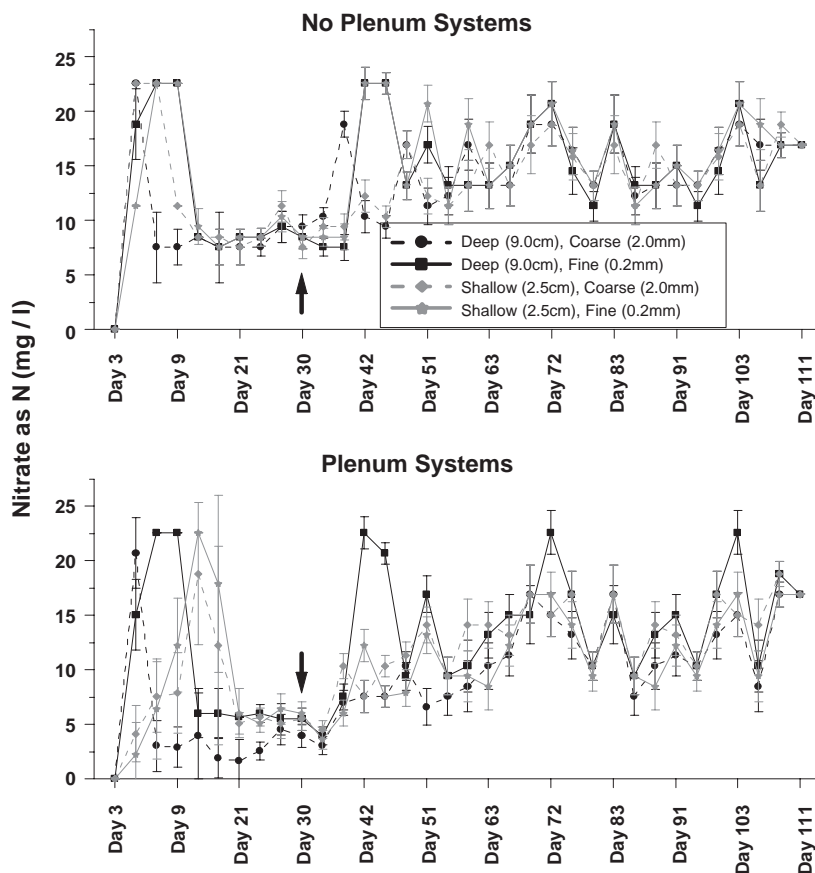 No Plenum Systems
25
20
15
10
5
0
Deep (9.0cm), Coarse (2.0mm)
Deep (9.0cm), Fine (0.2mm)
Shallow (2.5cm), Coarse (2.0mm)
Shallow (2.5cm), Fine (0.2mm)
Day 3
Day 9
Day 21
Day 30
Day 42
Day 51
Day 63
Day 72
Day 83
Day 91
Day 103
Day 111
Nitrate as N (mg / l)
Plenum Systems
25
20
15
10
5
0
Day 3
Day 9
Day 21
Day 30
Day 42
Day 51
Day 63
Day 72
Day 83
Day 91
Day 103
Day 111